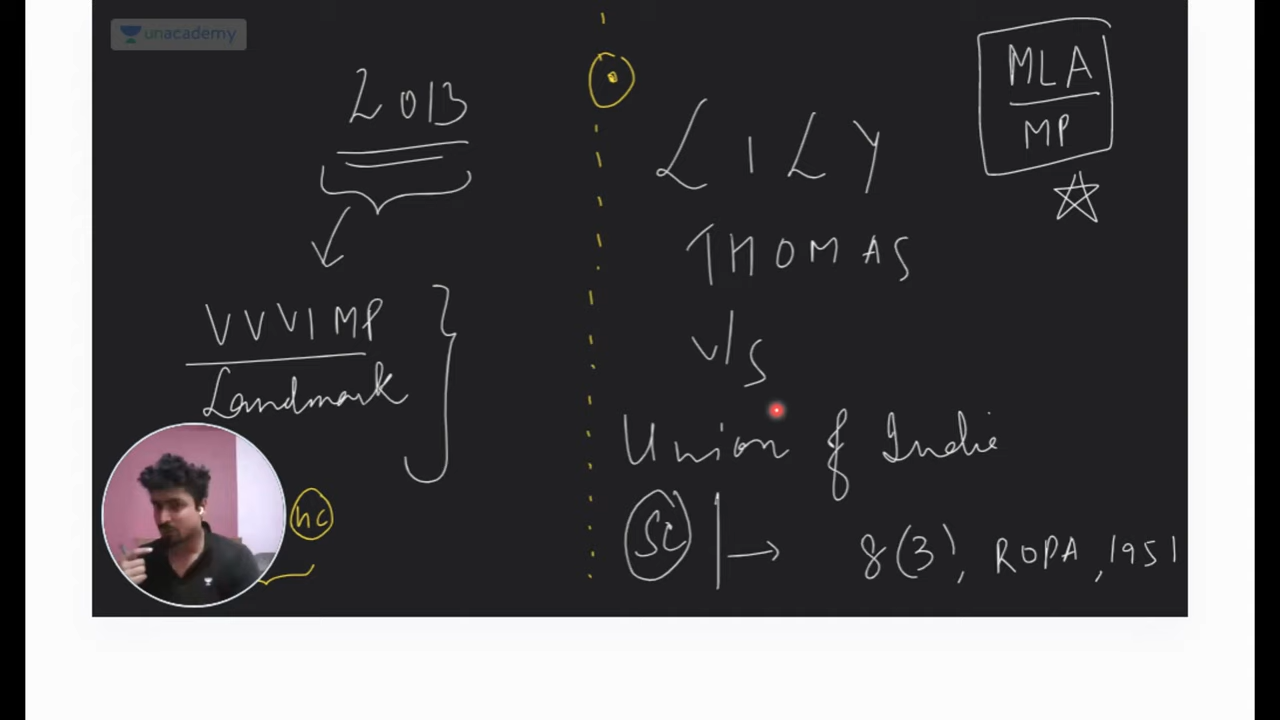 unacademy
2013
VVVIMP
Landmark
hc
MLA
MP
LILY
THOMAS
v/s
Union of India
SC → 8(3), ROPA, 1951